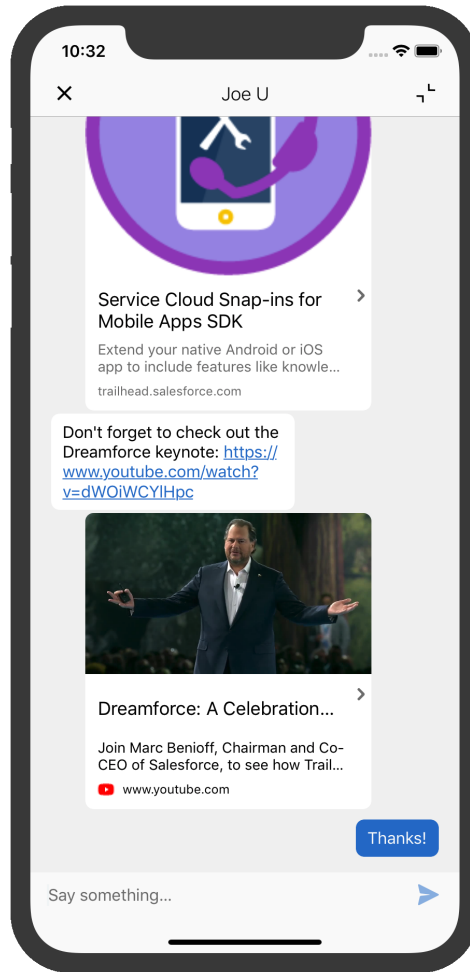 10:32
Joe U
Service Cloud Snap-ins for
Mobile Apps SDK
Extend your native Android or iOS
app to include features like knowle...
trailhead.salesforce.com
Don't forget to check out the
Dreamforce keynote: https://
www.youtube.com/watch?
v=dWOiWCYlHpc
Dreamforce: A Celebration...
Join Marc Benioff, Chairman and Co-
CEO of Salesforce, to see how Trail...
www.youtube.com
Thanks!
Say something...